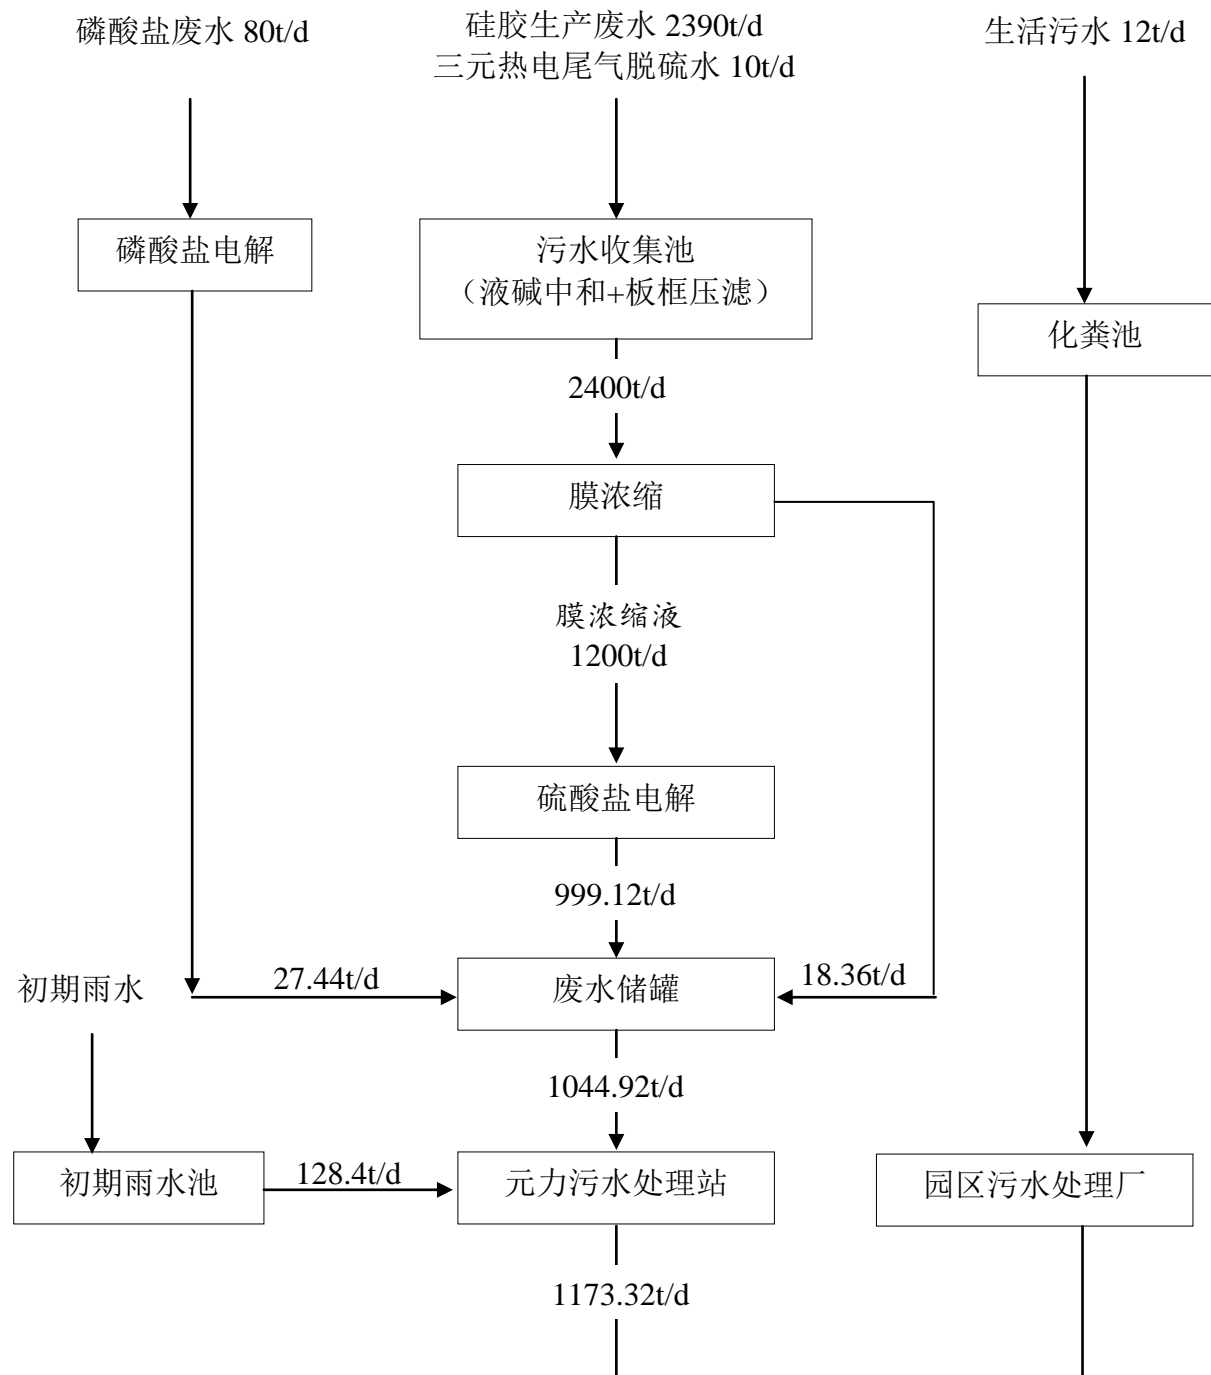 磷酸盐废水 80t/d
硅胶生产废水 2390t/d
三元热电尾气脱硫水 10t/d
生活污水 12t/d
磷酸盐电解
污水收集池
（液碱中和+板框压滤）
化粪池
2400t/d
膜浓缩
膜浓缩液
1200t/d
硫酸盐电解
999.12t/d
初期雨水
27.44t/d
废水储罐
18.36t/d
1044.92t/d
初期雨水池
128.4t/d
元力污水处理站
园区污水处理厂
1173.32t/d